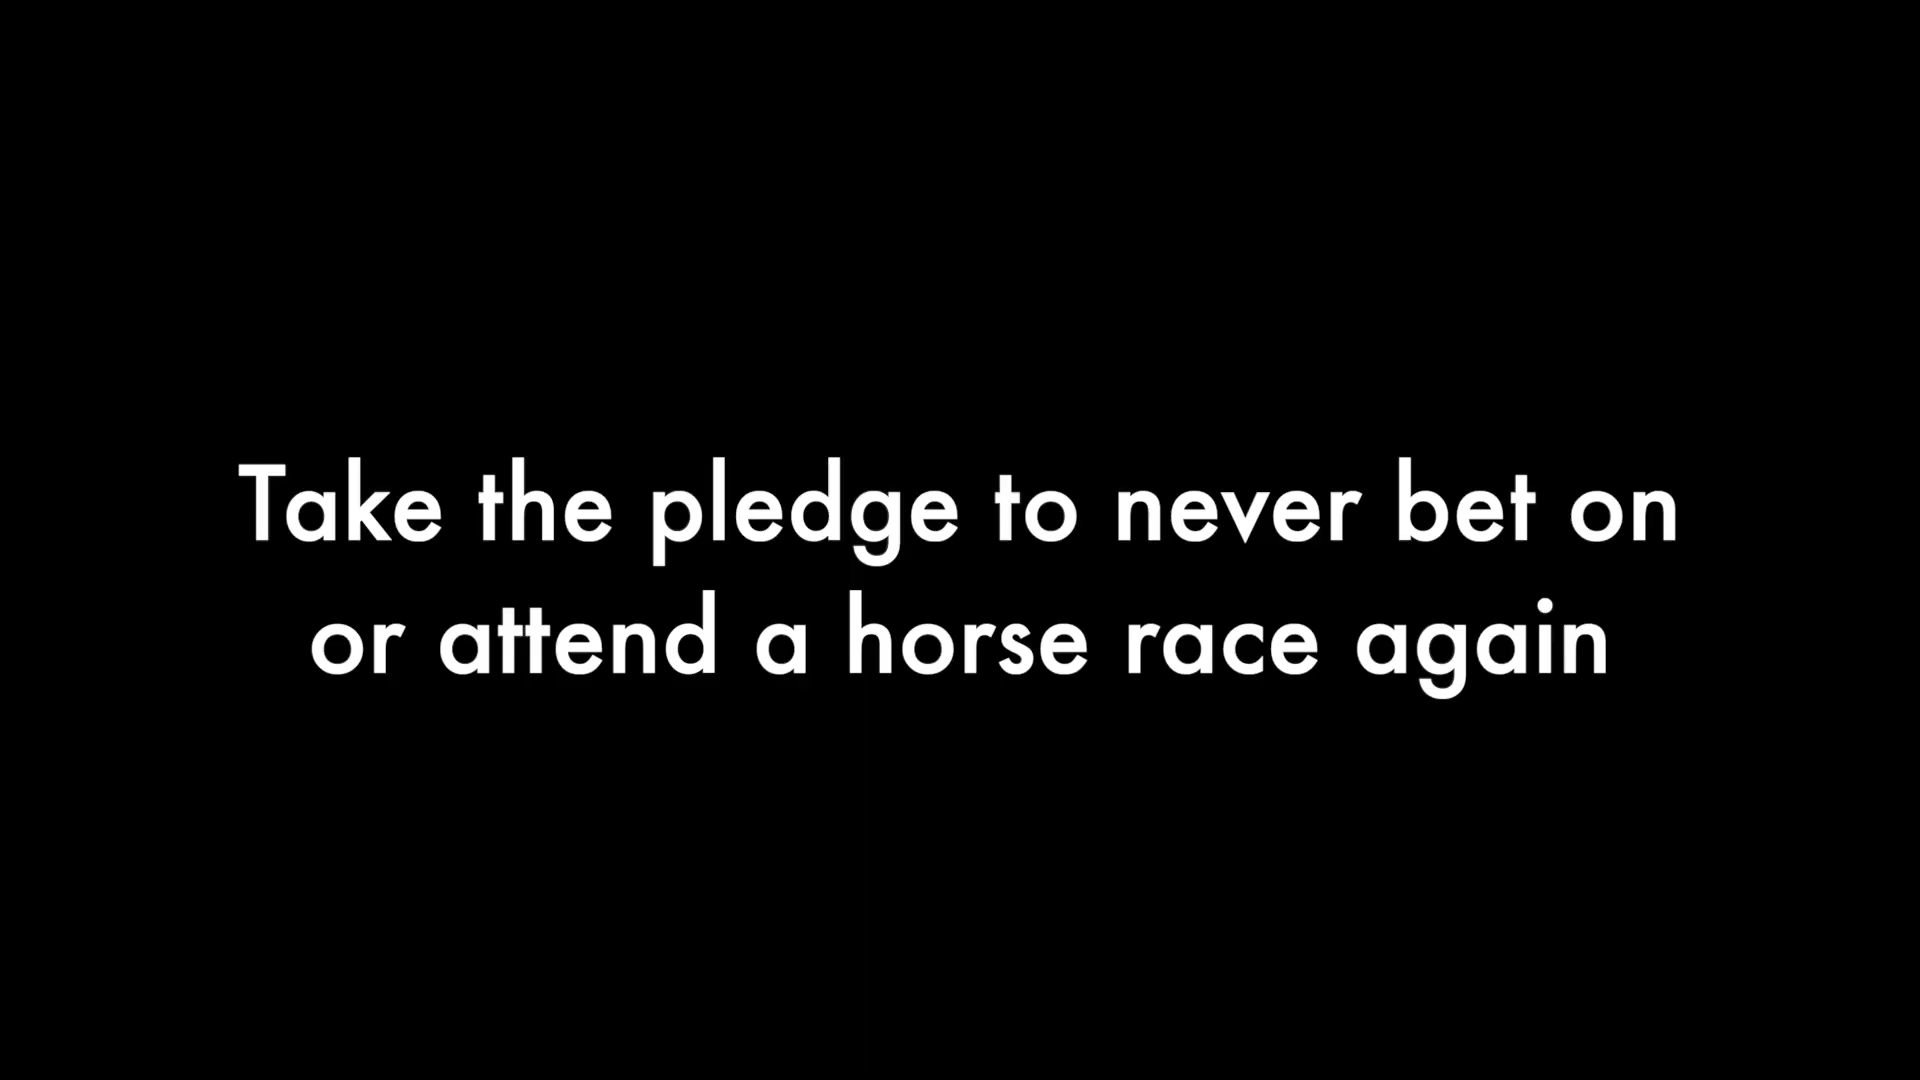 Take the pledge to never bet on
or attend a horse race again